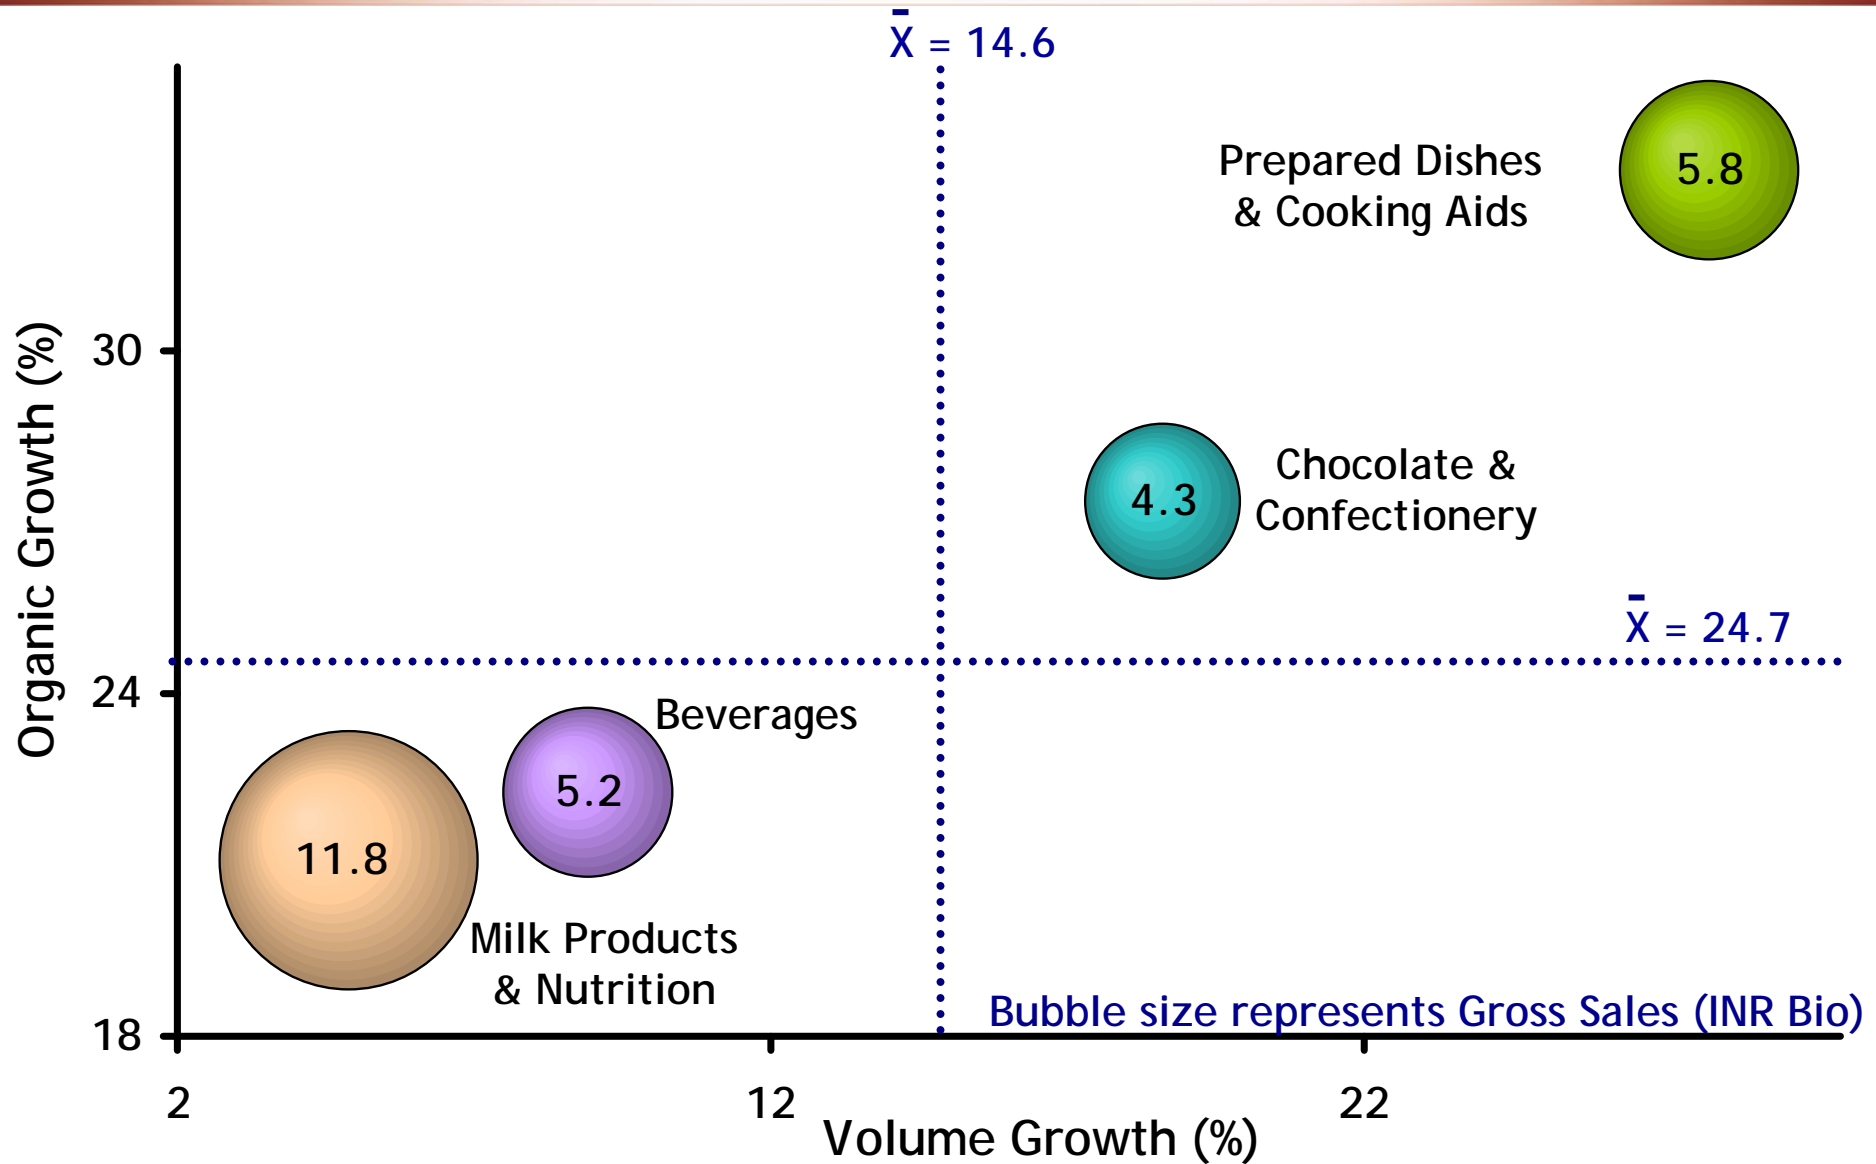 X̄ = 14.6
Prepared Dishes
& Cooking Aids
5.8
30
Organic Growth (%)
4.3
Chocolate &
Confectionery
X̄ = 24.7
24
Beverages
5.2
11.8
Milk Products
& Nutrition
Bubble size represents Gross Sales (INR Bio)
18
2
12
22
Volume Growth (%)